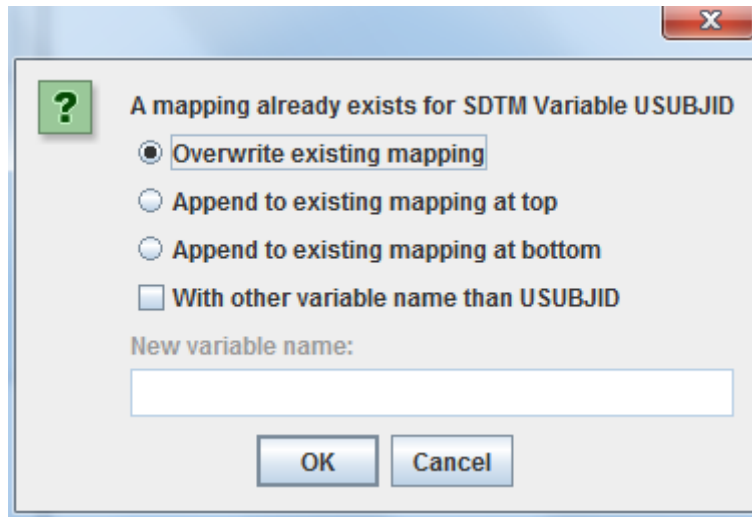 A mapping already exists for SDTM Variable USUBJID
Overwrite existing mapping
Append to existing mapping at top
Append to existing mapping at bottom
With other variable name than USUBJID
New variable name:
OK Cancel